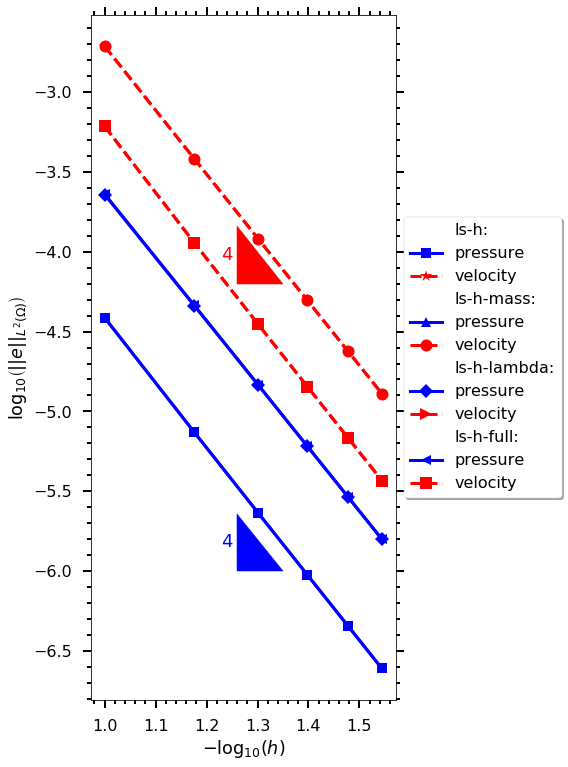 −3.0
−3.5
−4.0
−4.5
−5.0
−5.5
−6.0
−6.5
log₁₀(||e||_{L²(Ω)})
4
4
1.0 1.1 1.2 1.3 1.4 1.5
−log₁₀(h)
ls-h:
pressure
velocity
ls-h-mass:
pressure
velocity
ls-h-lambda:
pressure
velocity
ls-h-full:
pressure
velocity